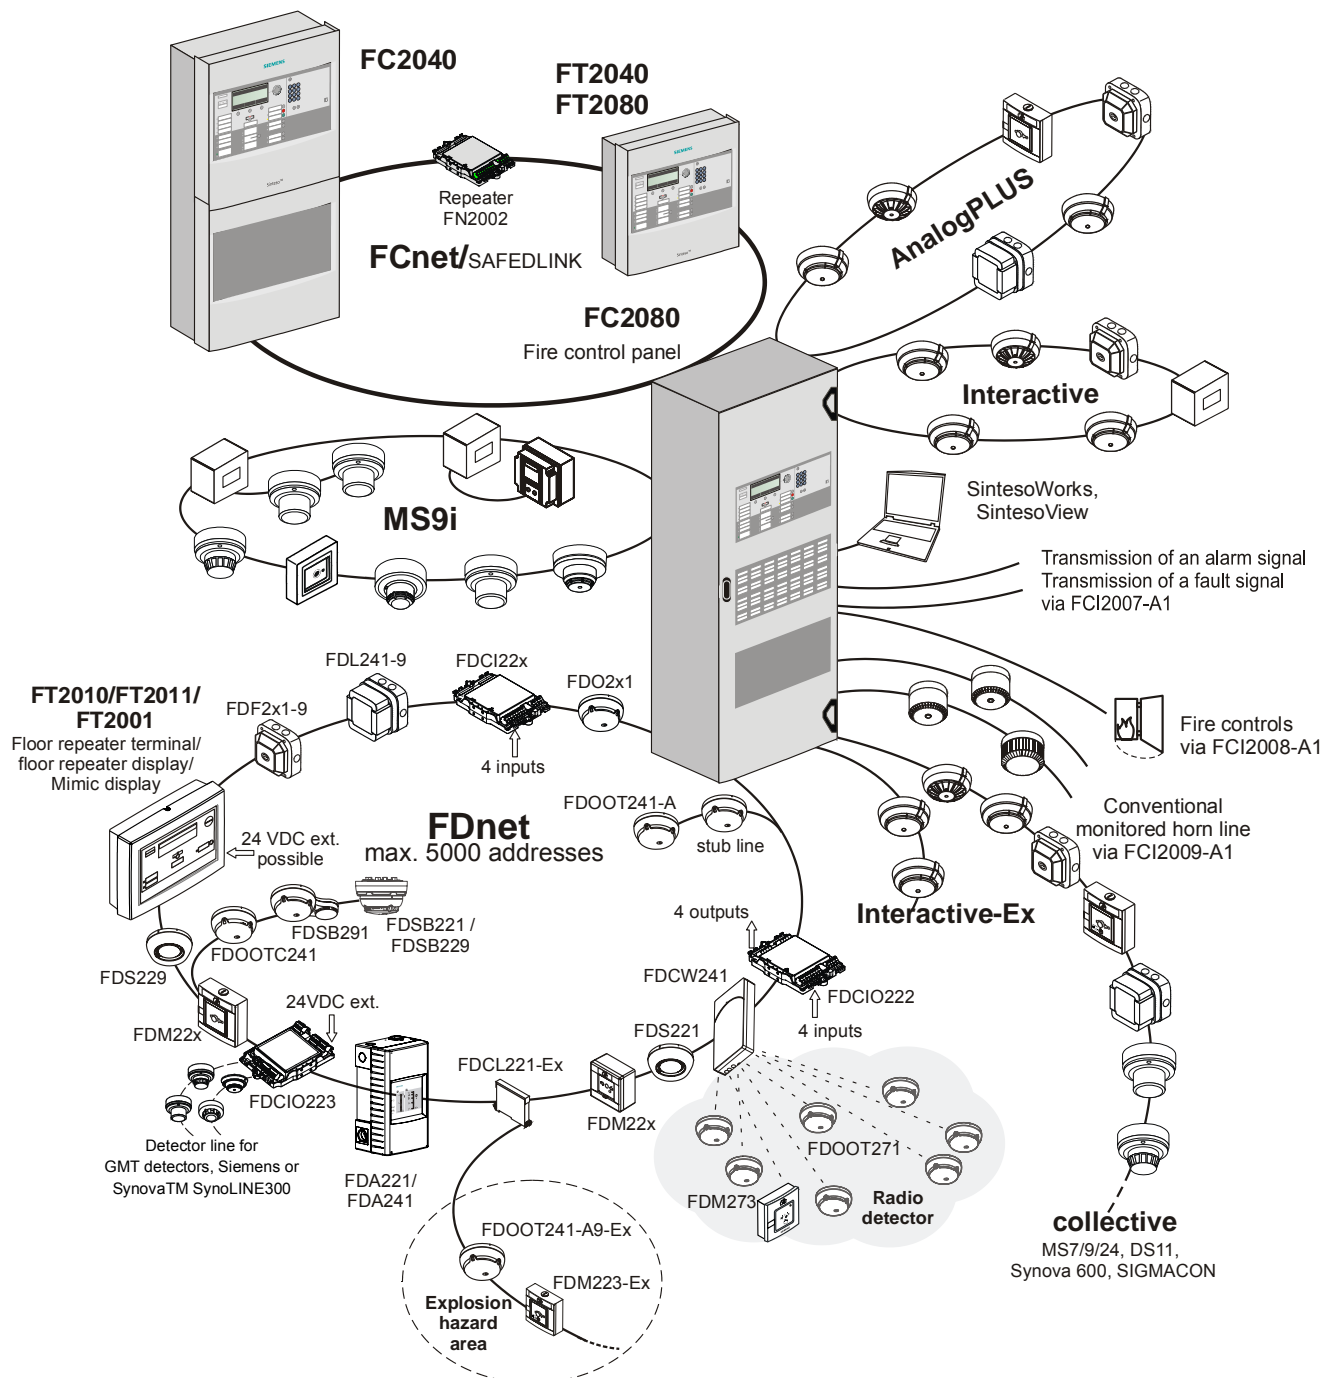 FC2040
SIEMENS
Sinteso™
FT2040
FT2080
SIEMENS
Sinteso™
Repeater
FN2002
FCnet/SAFEDLINK
FC2080
Fire control panel
AnalogPLUS
Interactive
MS9i
SintesoWorks,
SintesoView
Transmission of an alarm signal
Transmission of a fault signal
via FCI2007-A1
Fire controls
via FCI2008-A1
Conventional
monitored horn line
via FCI2009-A1
FDL241-9
FDCI22x
FDO2x1
FDF2x1-9
4 inputs
FT2010/FT2011/
FT2001
Floor repeater terminal/
floor repeater display/
Mimic display
24 VDC ext.
possible
FDnet
max. 5000 addresses
FDOOT241-A
stub line
FDSB291
FDSB221 /
FDSB229
FDOOTC241
FDS229
FDM22x
24VDC ext.
FDCIO223
Detector line for
GMT detectors, Siemens or
SynovaTM SynoLINE300
FDA221/
FDA241
FDCL221-Ex
FDM22x
FDS221
FDCW241
4 outputs
FDCIO222
4 inputs
Interactive-Ex
FDOOT271
FDM273
Radio
detector
FDOOT241-A9-Ex
FDM223-Ex
Explosion
hazard
area
collective
MS7/9/24, DS11,
Synova 600, SIGMACON